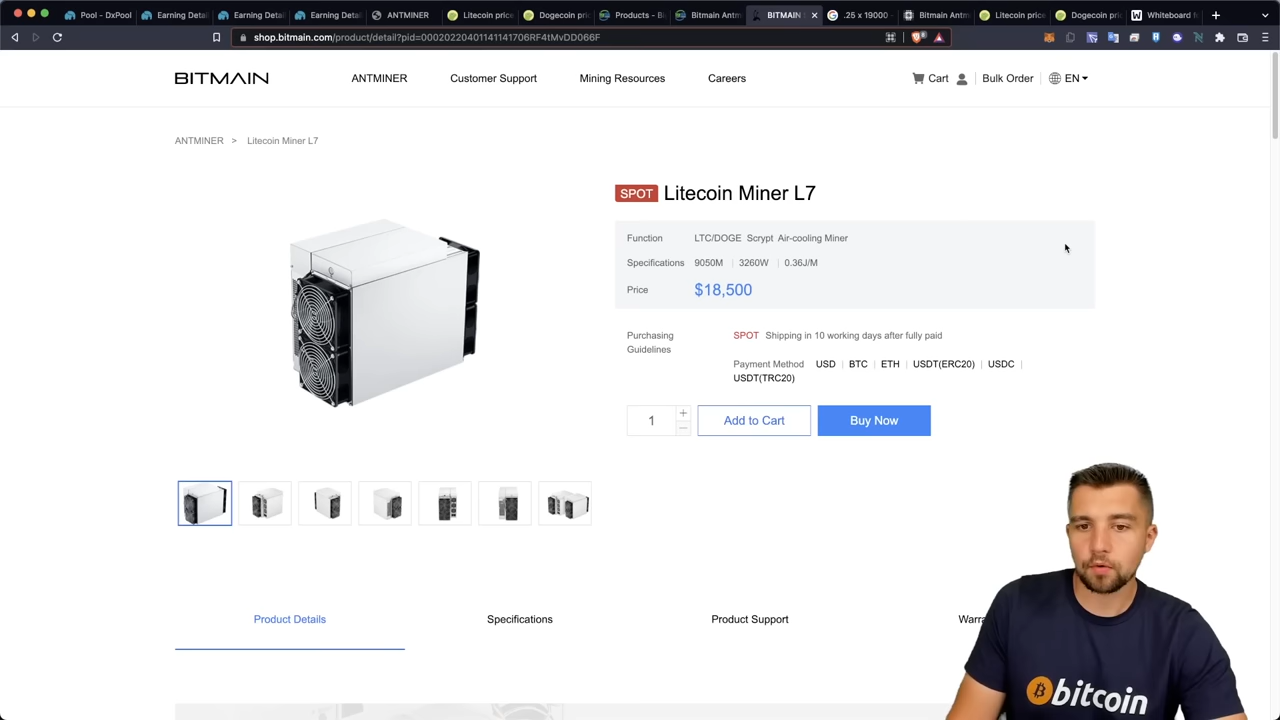 Pool - DxPool
Earning Detail
Earning Detail
Earning Detail
ANTMINER
Litecoin price
Dogecoin pri
Products - Bi
Bitmain Antm
BITMAIN
.25 x 19000 -
Bitmain Antm
Litecoin price
Dogecoin pri
Whiteboard f
shop.bitmain.com/product/detail?pid=00020220401141141706RF4tMvDD066F
BITMAIN
ANTMINER
Customer Support
Mining Resources
Careers
Cart
Bulk Order
EN
ANTMINER > Litecoin Miner L7
SPOT Litecoin Miner L7
Function LTC/DOGE Scrypt Air-cooling Miner
Specifications 9050M | 3260W | 0.36J/M
Price $18,500
Purchasing Guidelines
SPOT Shipping in 10 working days after fully paid
Payment Method USD | BTC | ETH | USDT(ERC20) | USDC |
USDT(TRC20)
1 + −
Add to Cart
Buy Now
Product Details
Specifications
Product Support
Warra
bitcoin